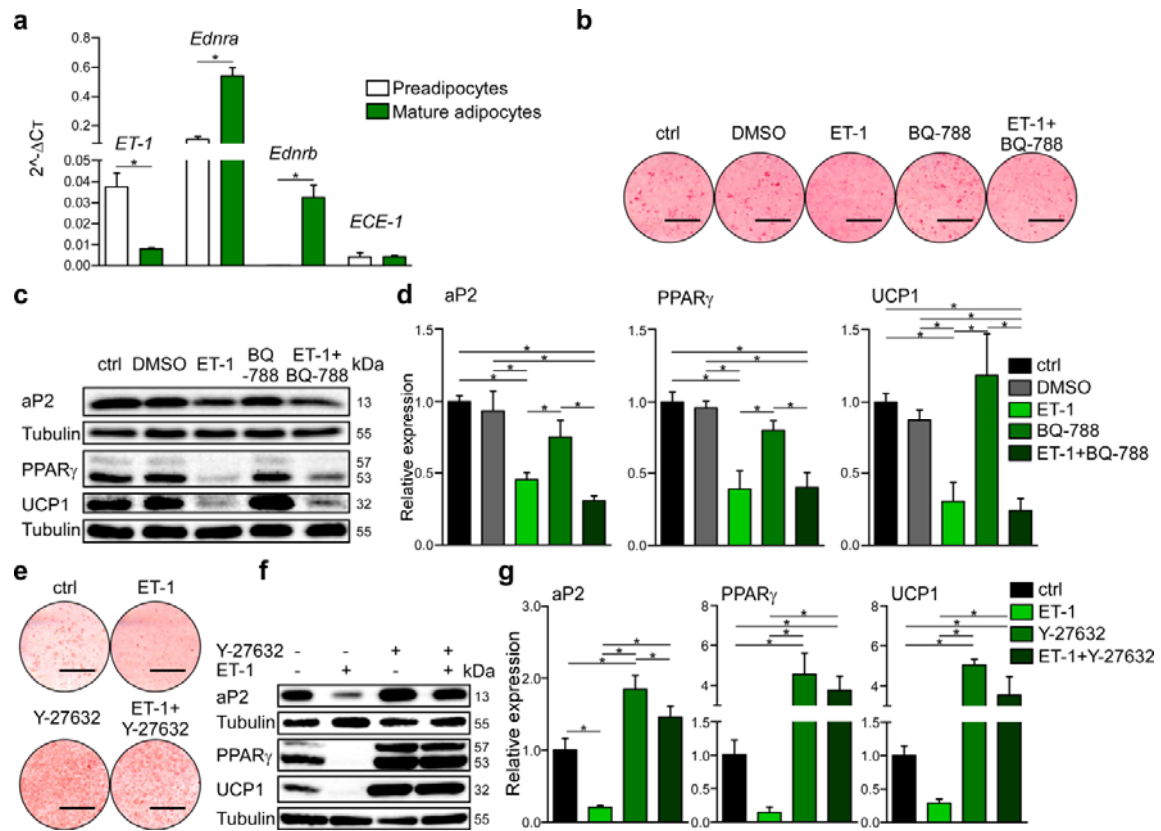 a
Ednra
0.8
0.6
0.4
0.2
0.05
0.04
0.03
0.02
0.01
0.00
2^-ΔCT
ET-1
*
*
Ednrb
*
ECE-1
Preadipocytes
Mature adipocytes
b
ctrl
DMSO
ET-1
BQ-788
ET-1+
BQ-788
c
ctrl DMSO ET-1 BQ -788 ET-1+ BQ-788 kDa
aP2 13
Tubulin 55
PPARγ 57
53
UCP1 32
Tubulin 55
d
aP2
PPARγ
UCP1
Relative expression
1.5
1.0
0.5
0.0
* * * * *
1.5
1.0
0.5
0.0
* * * * *
1.5
1.0
0.5
0.0
* * * * * *
ctrl
DMSO
ET-1
BQ-788
ET-1+BQ-788
e
ctrl
ET-1
Y-27632
ET-1+
Y-27632
f
Y-27632 - - + +
ET-1 - + - + kDa
aP2 13
Tubulin 55
PPARγ 57
53
UCP1 32
Tubulin 55
g
aP2
PPARγ
UCP1
Relative expression
3.0
2.0
1.0
0.0
* * * * *
8
6
4
2
1.0
0.5
0.0
* * * *
8
6
4
2
1.0
0.5
0.0
* * * *
ctrl
ET-1
Y-27632
ET-1+Y-27632